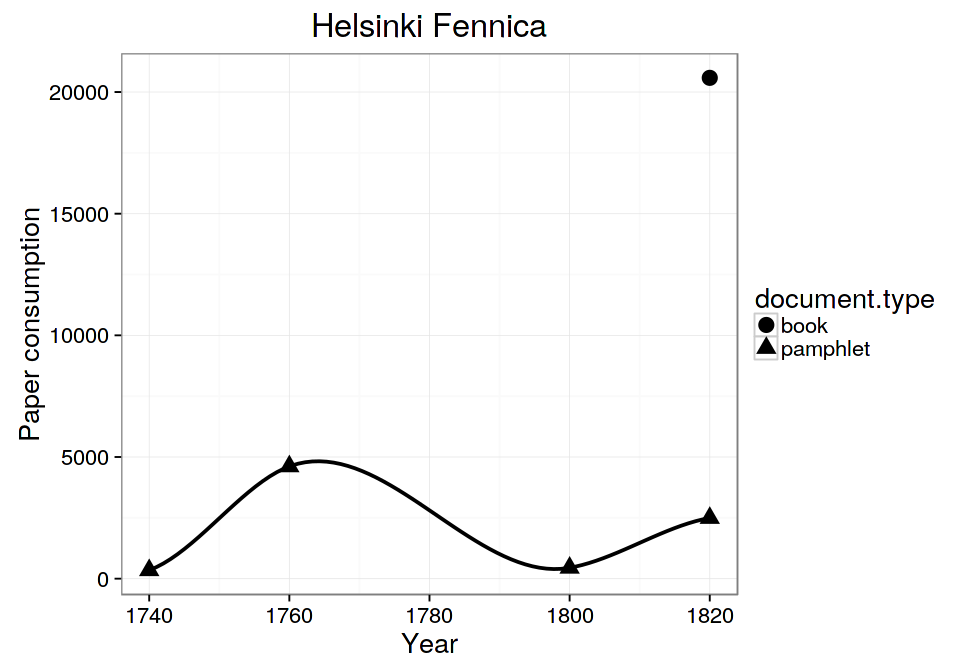 Helsinki Fennica
20000
15000
10000
5000
0
Paper consumption
1740 1760 1780 1800 1820
Year
document.type
book
pamphlet